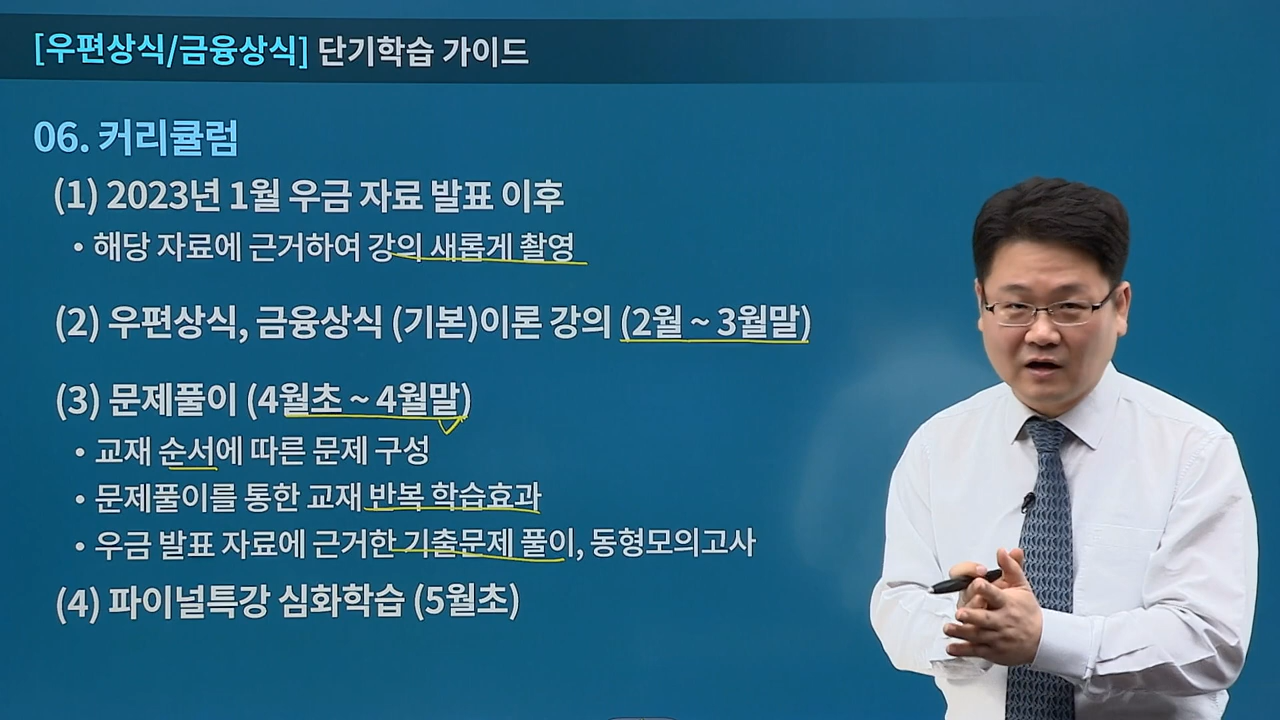 [우편상식/금융상식] 단기학습 가이드
06. 커리큘럼
(1) 2023년 1월 우금 자료 발표 이후
• 해당 자료에 근거하여 강의 새롭게 촬영
(2) 우편상식, 금융상식 (기본)이론 강의 (2월 ~ 3월말)
(3) 문제풀이 (4월초 ~ 4월말)
• 교재 순서에 따른 문제 구성
• 문제풀이를 통한 교재 반복 학습효과
• 우금 발표 자료에 근거한 기출문제 풀이, 동형모의고사
(4) 파이널특강 심화학습 (5월초)